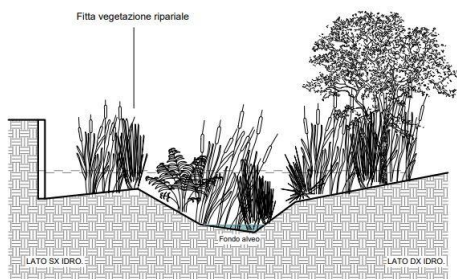 Fitta vegetazione ripariale
Fondo alveo
LATO SX IDRO.
LATO DX IDRO.